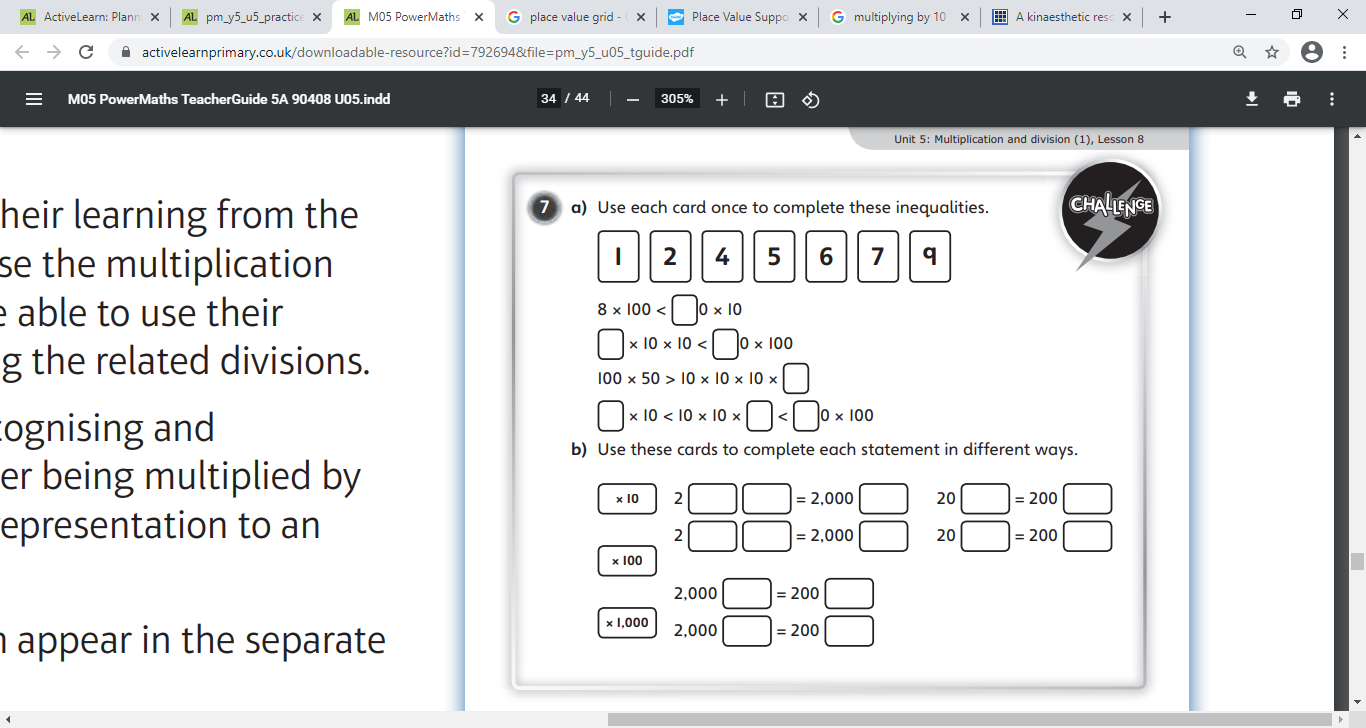 ActiveLearn: Plann
pm_y5_u5_practice
M05 PowerMaths
place value grid -
Place Value Suppo
multiplying by 10
A kinaesthetic reso
activelearnprimary.co.uk/downloadable-resource?id=792694&file=pm_y5_u05_tguide.pdf
M05 PowerMaths TeacherGuide 5A 90408 U05.indd
34 / 44
305%
Unit 5: Multiplication and division (1), Lesson 8
heir learning from the
se the multiplication
e able to use their
g the related divisions.
cognising and
er being multiplied by
epresentation to an
n appear in the separate
CHALLENGE
7 a) Use each card once to complete these inequalities.
1 2 4 5 6 7 9
8 × 100 < 0 × 10
× 10 × 10 < 0 × 100
100 × 50 > 10 × 10 × 10 ×
× 10 < 10 × 10 × < 0 × 100
b) Use these cards to complete each statement in different ways.
× 10
2 = 2,000 20 = 200
2 = 2,000 20 = 200
× 100
2,000 = 200
× 1,000
2,000 = 200